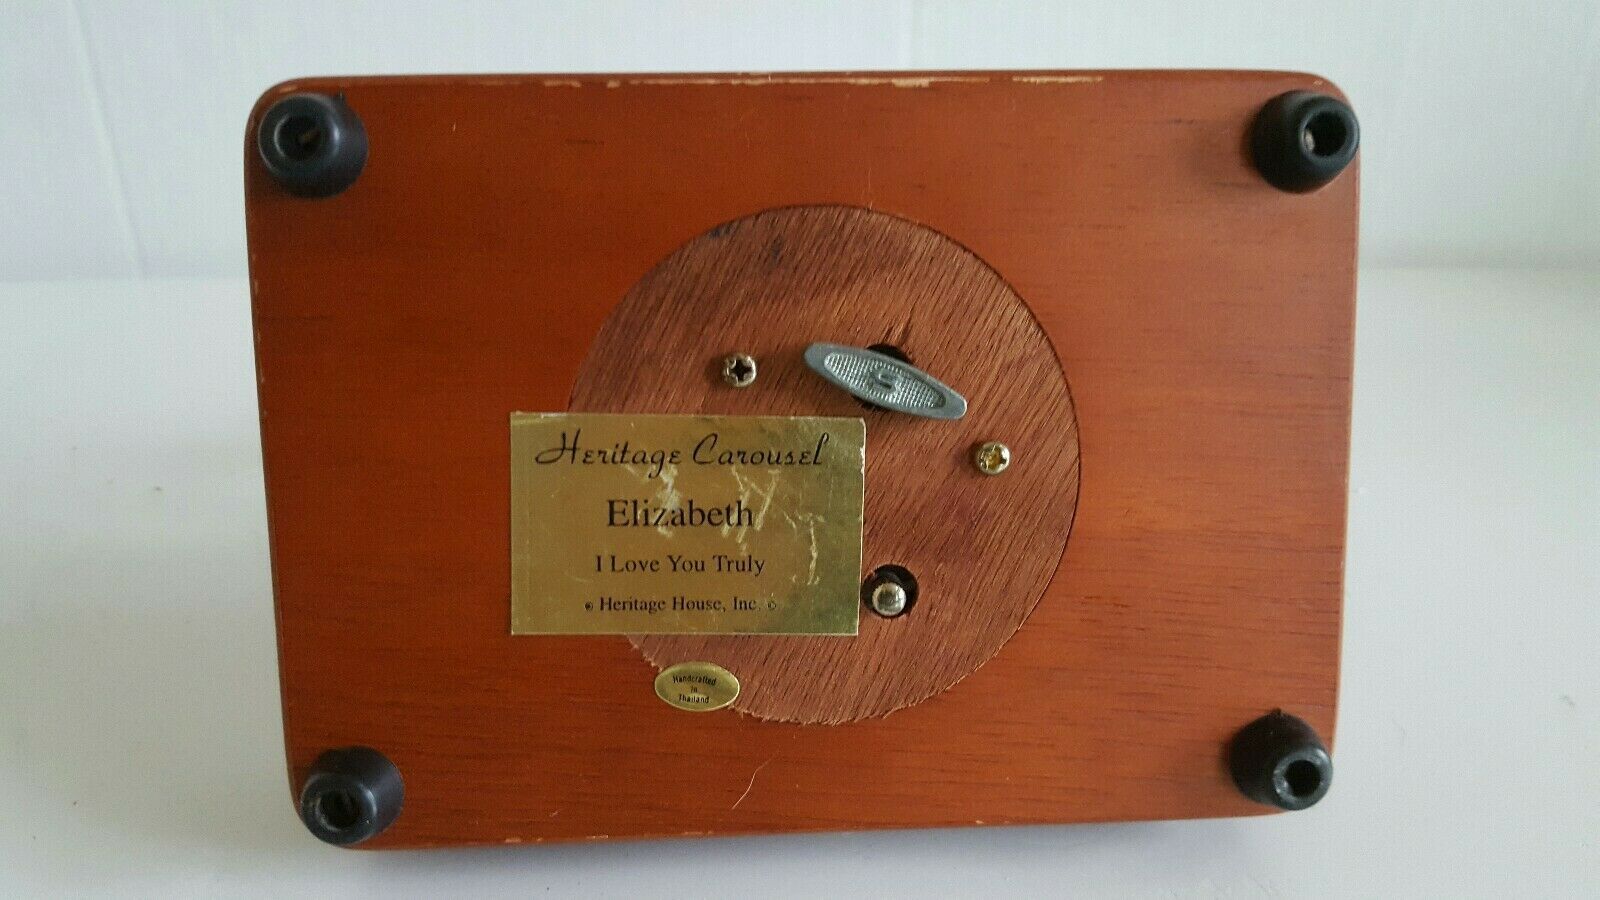 Heritage Carousel
Elizabeth
I Love You Truly
® Heritage House, Inc. ©
Handcrafted
in
Thailand